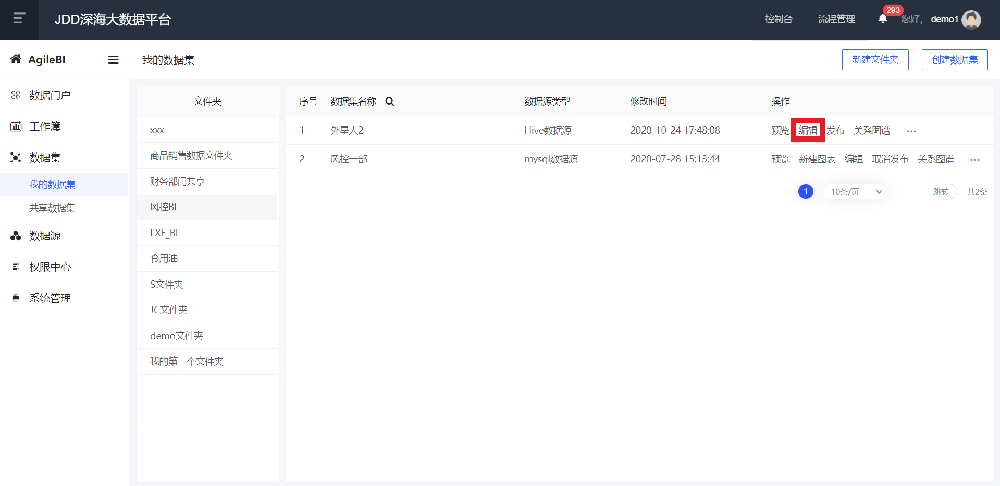 JDD深海大数据平台
控制台
流程管理
293
您好,
demo1
AgileBI
我的数据集
新建文件夹
创建数据集
数据门户
工作簿
数据集
我的数据集
共享数据集
数据源
权限中心
系统管理
文件夹
xxx
商品销售数据文件夹
财务部门共享
风控BI
LXF_BI
食用油
S文件夹
JC文件夹
demo文件夹
我的第一个文件夹
序号 数据集名称 数据源类型 修改时间 操作
1 外星人2 Hive数据源 2020-10-24 17:48:08 预览 编辑 发布 关系图谱 ...
2 风控一部 mysql数据源 2020-07-28 15:13:44 预览 新建图表 编辑 取消发布 关系图谱 ...
1 10条/页 跳转 共2条